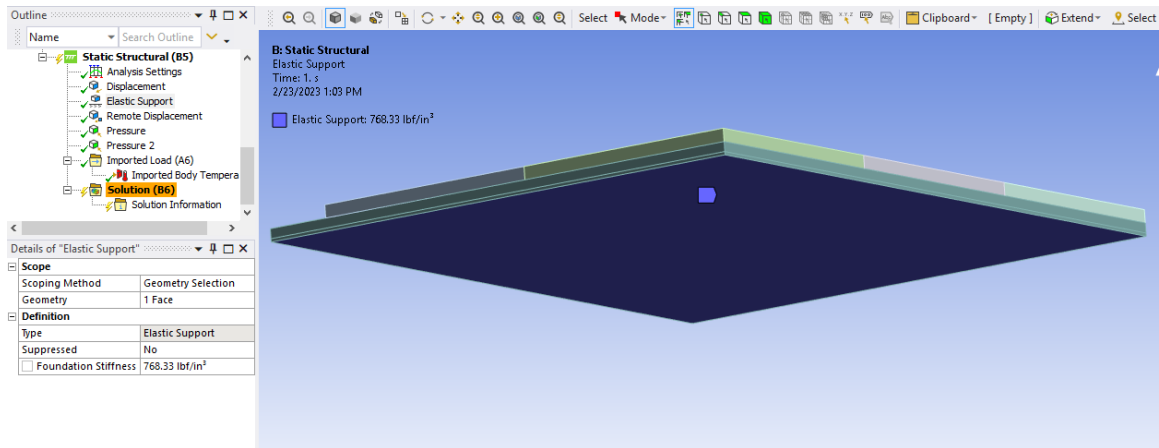 Outline
Name
Search Outline
Static Structural (B5)
Analysis Settings
Displacement
Elastic Support
Remote Displacement
Pressure
Pressure 2
Imported Load (A6)
Imported Body Tempera
Solution (B6)
Solution Information
Details of "Elastic Support"
Scope
Scoping Method Geometry Selection
Geometry 1 Face
Definition
Type Elastic Support
Suppressed No
Foundation Stiffness 768.33 lbf/in³
Select Mode Clipboard [ Empty ] Extend Select
B: Static Structural
Elastic Support
Time: 1. s
2/23/2023 1:03 PM
Elastic Support: 768.33 lbf/in³